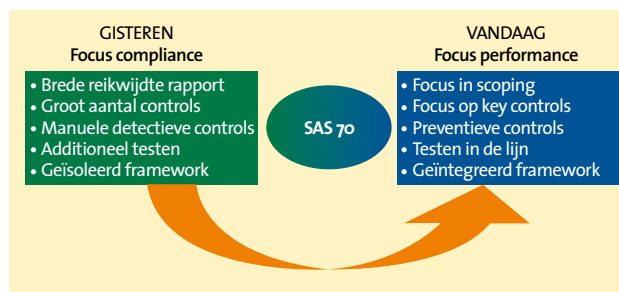 GISTEREN
Focus compliance
• Brede reikwijdte rapport
• Groot aantal controls
• Manuele detectieve controls
• Additioneel testen
• Geïsoleerd framework
SAS 70
VANDAAG
Focus performance
• Focus in scoping
• Focus op key controls
• Preventieve controls
• Testen in de lijn
• Geïntegreerd framework